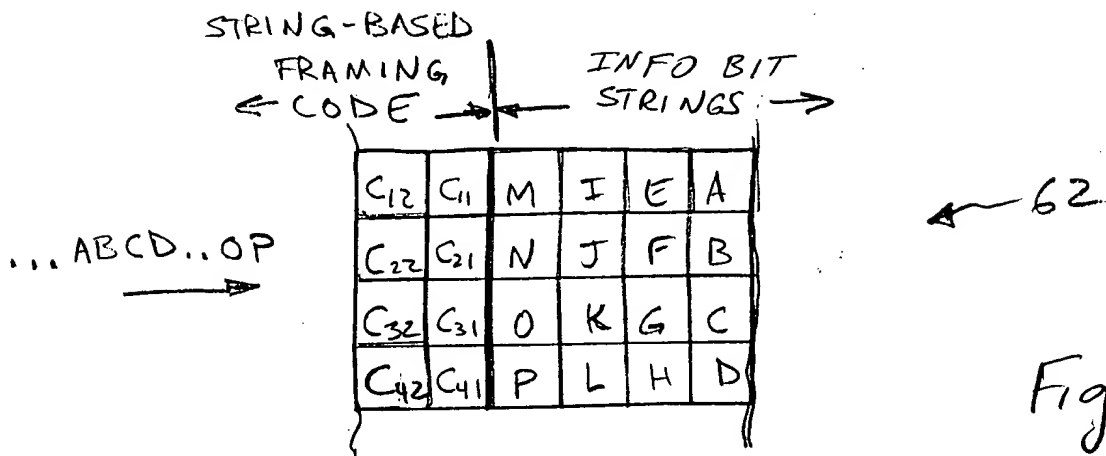 STRING-BASED
FRAMING
CODE
INFO BIT
STRINGS
C12 C11 M I E A
62
...ABCD..OP
C22 C21 N J F B
C32 C31 O K G C
C42 C41 P L H D
Fig